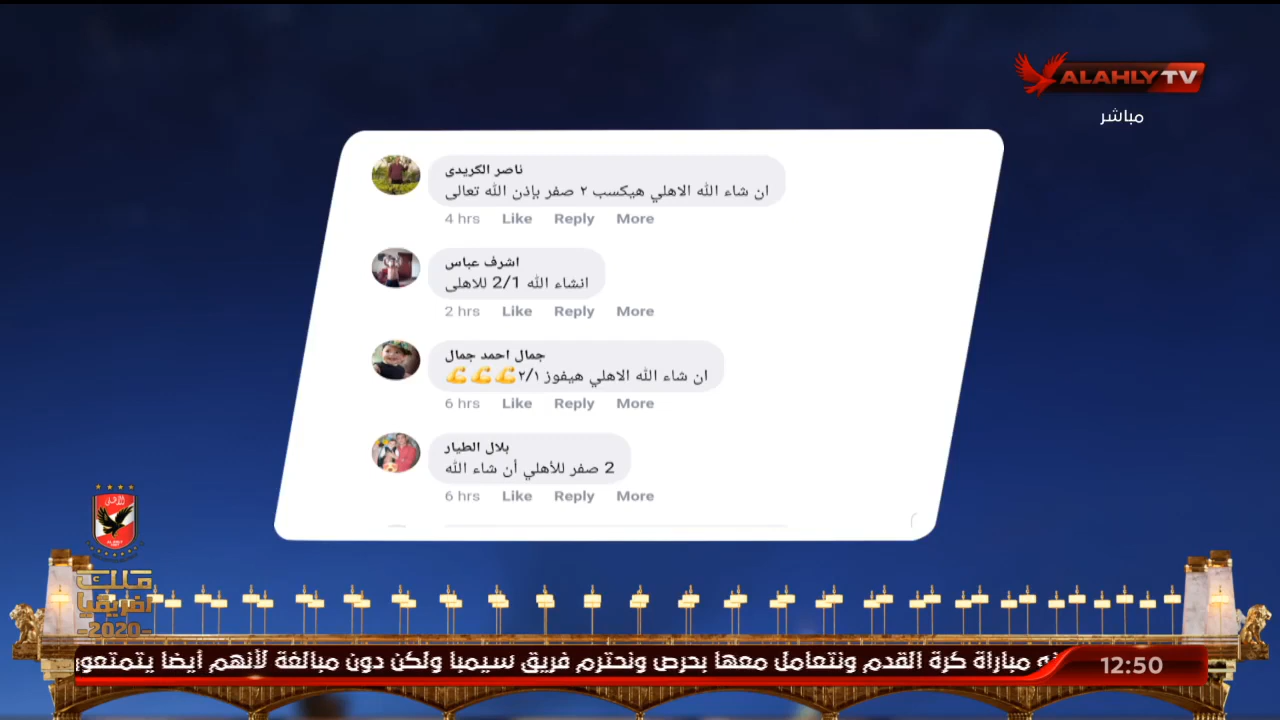 ALAHLY TV
مباشر
ناصر الكريدى
ان شاء الله الاهلي هيكسب ٢ صفر بإذن الله تعالى
4 hrs Like Reply More
اشرف عباس
انشاء الله 2/1 للاهلى
2 hrs Like Reply More
جمال احمد جمال
ان شاء الله الاهلي هيفوز ٢/١💪💪💪
6 hrs Like Reply More
بلال الطيار
2 صفر للأهلي أن شاء الله
6 hrs Like Reply More
ملك
افريقيا
-2020-
مباراة كرة القدم ونتعامل معها بحرص ونحترم فريق سيمبا ولكن دون مبالغة لأنهم أيضا
12:50